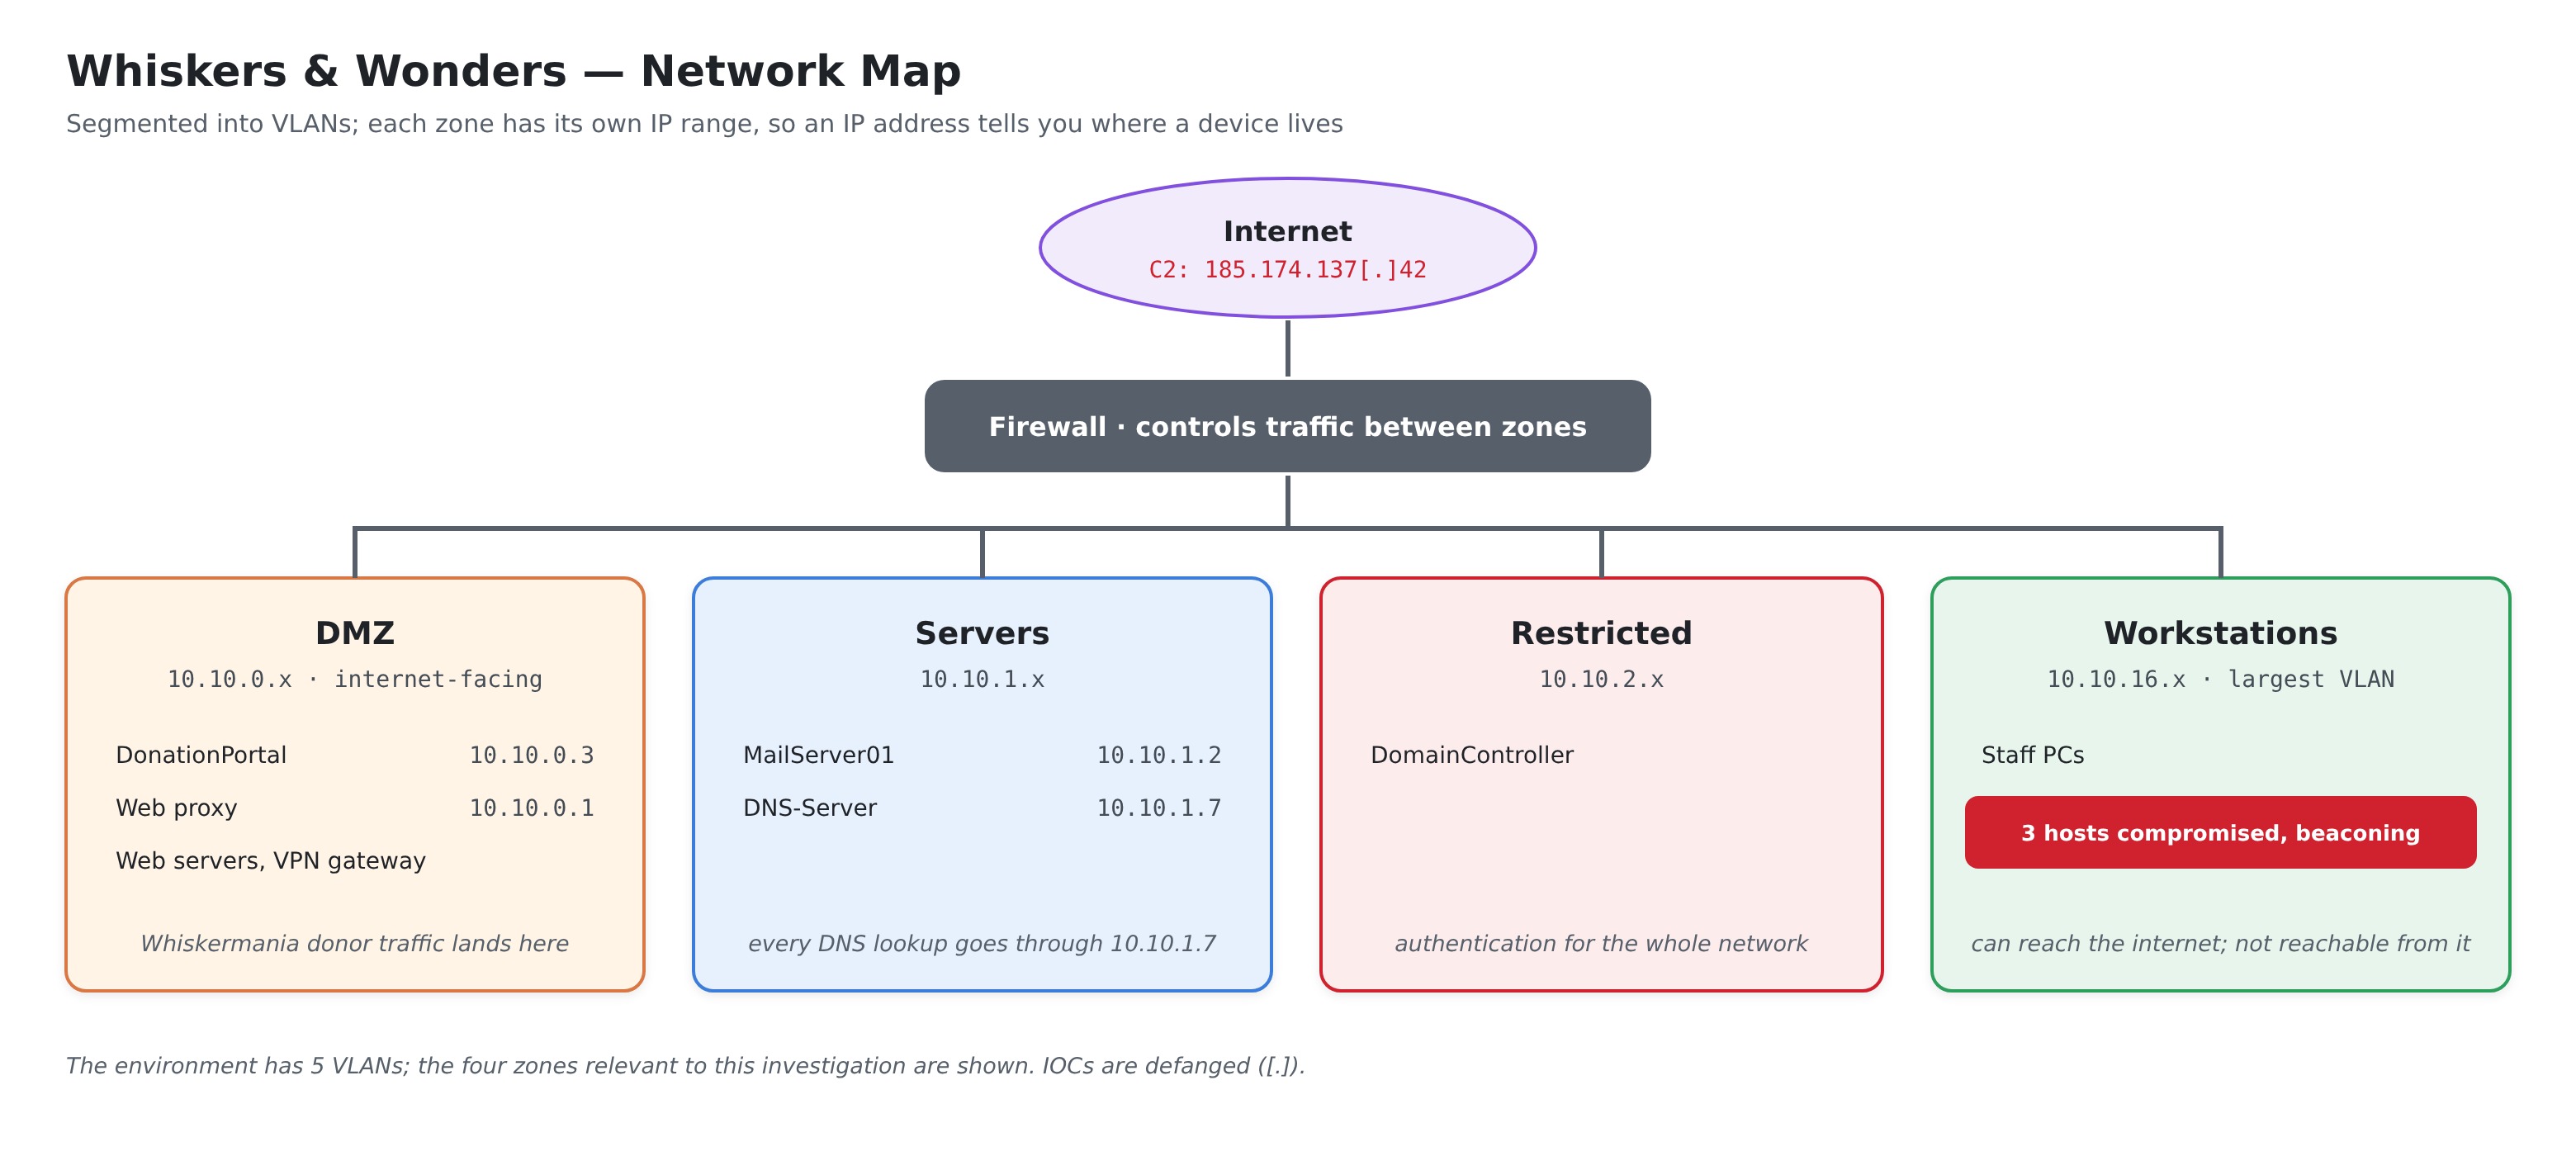 Whiskers & Wonders — Network Map
Segmented into VLANs; each zone has its own IP range, so an IP address tells you where a device lives
Internet
C2: 185.174.137[.]42
Firewall · controls traffic between zones
DMZ
10.10.0.x · internet-facing
DonationPortal 10.10.0.3
Web proxy 10.10.0.1
Web servers, VPN gateway
Whiskermania donor traffic lands here
Servers
10.10.1.x
MailServer01 10.10.1.2
DNS-Server 10.10.1.7
every DNS lookup goes through 10.10.1.7
Restricted
10.10.2.x
DomainController
authentication for the whole network
Workstations
10.10.16.x · largest VLAN
Staff PCs
3 hosts compromised, beaconing
can reach the internet; not reachable from it
The environment has 5 VLANs; the four zones relevant to this investigation are shown. IOCs are defanged ([.]).